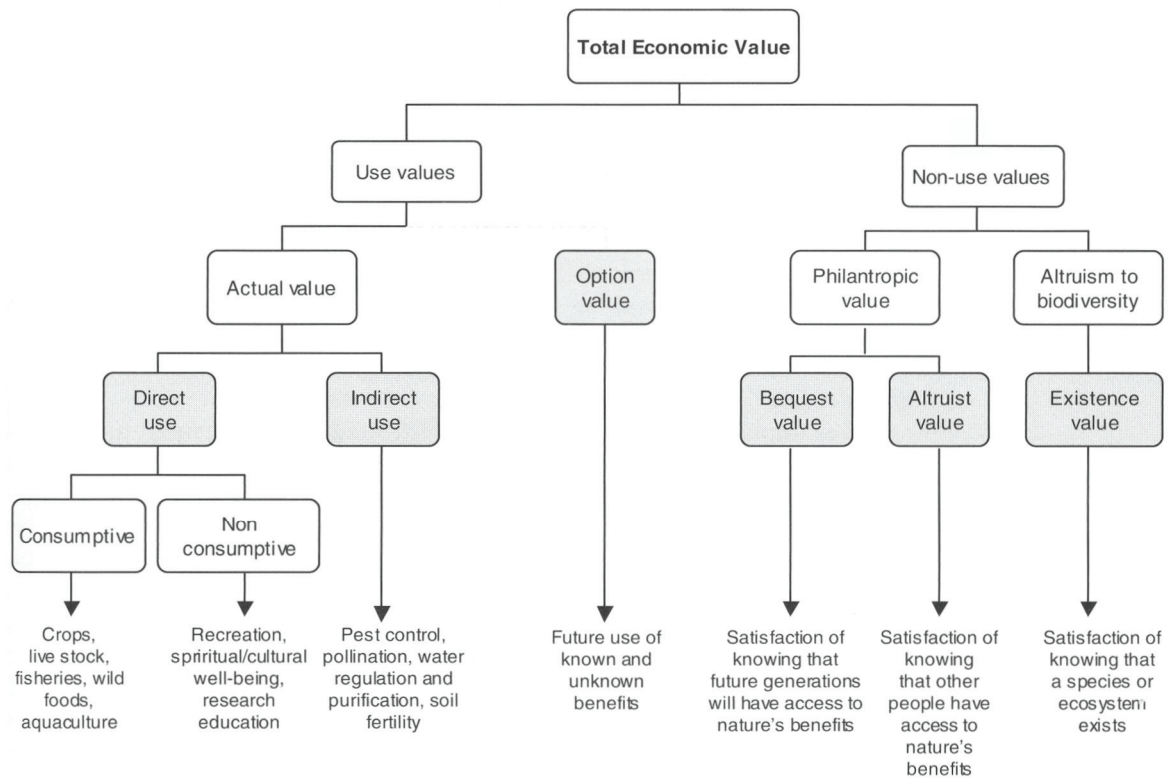 Total Economic Value
Use values
Non-use values
Actual value
Option
value
Philantropic
value
Altruism to
biodiversity
Direct
use
Indirect
use
Bequest
value
Altruist
value
Existence
value
Consumptive
Non
consumptive
Crops,
live stock,
fisheries, wild
foods,
aquaculture
Recreation,
spriritual/cultural
well-being,
research
education
Pest control,
pollination, water
regulation and
purification, soil
fertility
Future use of
known and
unknown
benefits
Satisfaction of
knowing that
future generations
will have access to
nature's benefits
Satisfaction of
knowing
that other
people have
access to
nature's
benefits
Satisfaction of
knowing that
a species or
ecosystem
exists